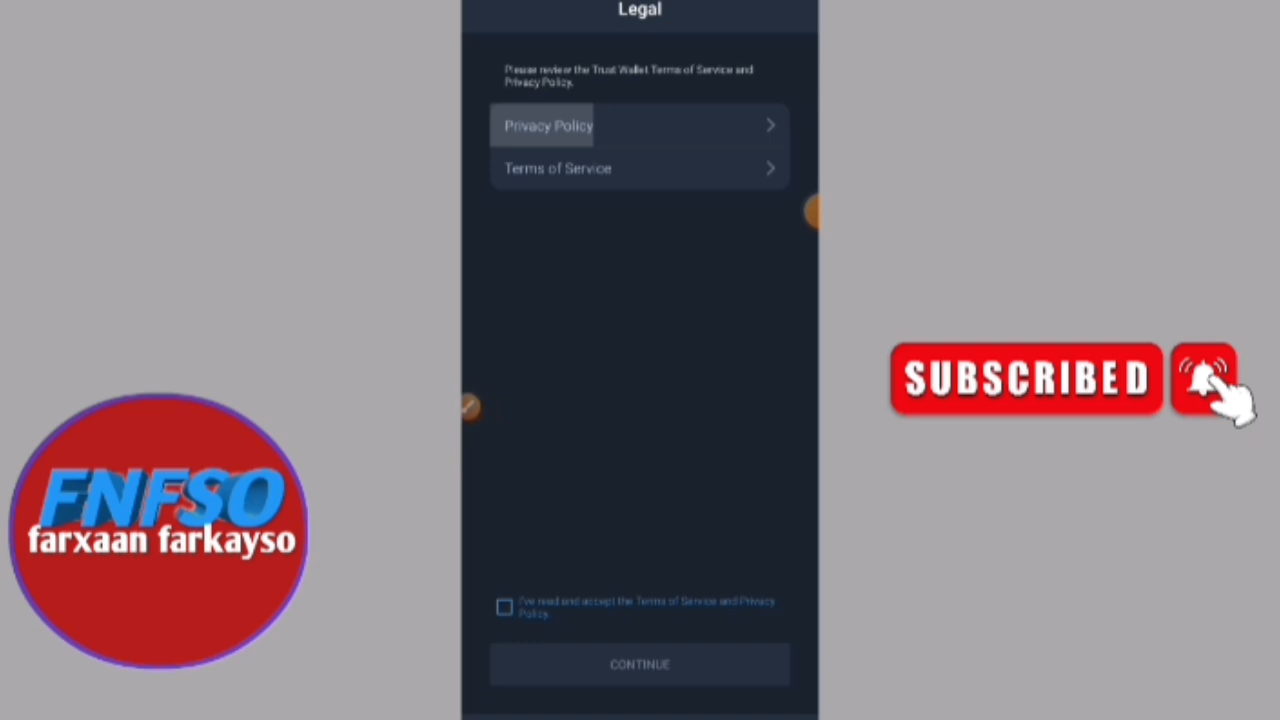 Legal
Please review the Trust Wallet Terms of Service and
Privacy Policy.
Privacy Policy
Terms of Service
SUBSCRIBED
FNFSO
farxaan farkayso
I've read and accept the Terms of Service and Privacy
Policy.
CONTINUE